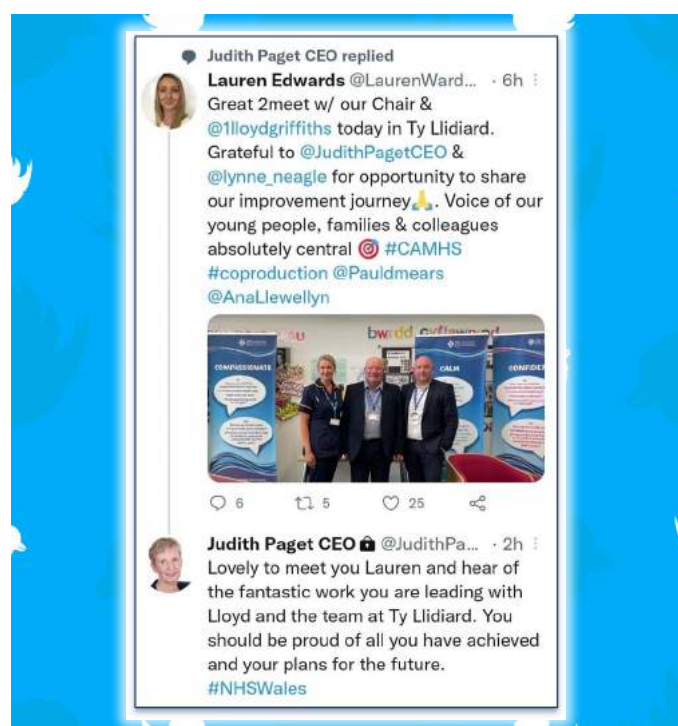 Judith Paget CEO replied
Lauren Edwards @LaurenWard... · 6h
Great 2meet w/ our Chair &
@1lloydgriffiths today in Ty Llidiard.
Grateful to @JudithPagetCEO &
@lynne_neagle for opportunity to share
our improvement journey🙏. Voice of our
young people, families & colleagues
absolutely central 🎯 #CAMHS
#coproduction @Pauldmears
@AnaLlewellyn
COMPASSIONATE
CALM
6 5 25
Judith Paget CEO @JudithPa... · 2h
Lovely to meet you Lauren and hear of
the fantastic work you are leading with
Lloyd and the team at Ty Llidiard. You
should be proud of all you have achieved
and your plans for the future.
#NHSWales